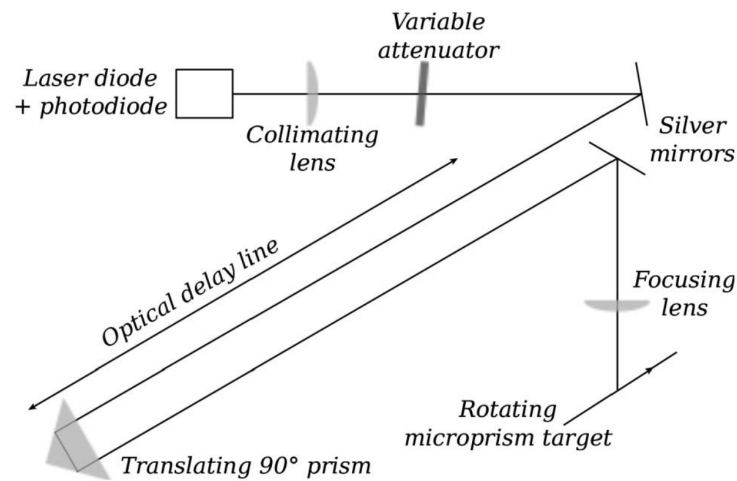 Variable
attenuator
Laser diode
+ photodiode
Collimating
lens
Silver
mirrors
Optical delay line
Focusing
lens
Rotating
microprism target
Translating 90° prism